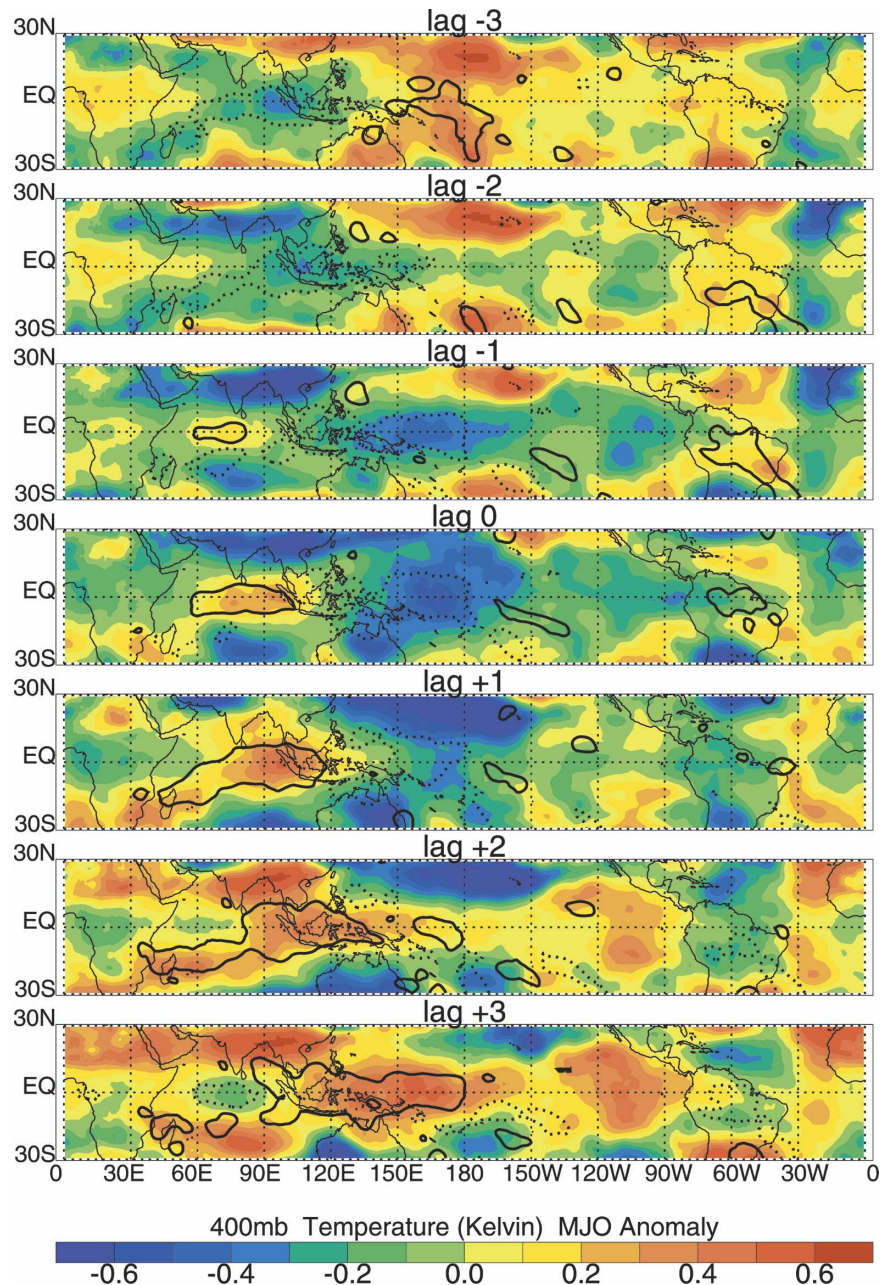 lag -3
30N
EQ
30S
lag -2
30N
EQ
30S
lag -1
30N
EQ
30S
lag 0
30N
EQ
30S
lag +1
30N
EQ
30S
lag +2
30N
EQ
30S
lag +3
30N
EQ
30S
0 30E 60E 90E 120E 150E 180 150W 120W 90W 60W 30W 0
400mb Temperature (Kelvin) MJO Anomaly
-0.6 -0.4 -0.2 0.0 0.2 0.4 0.6